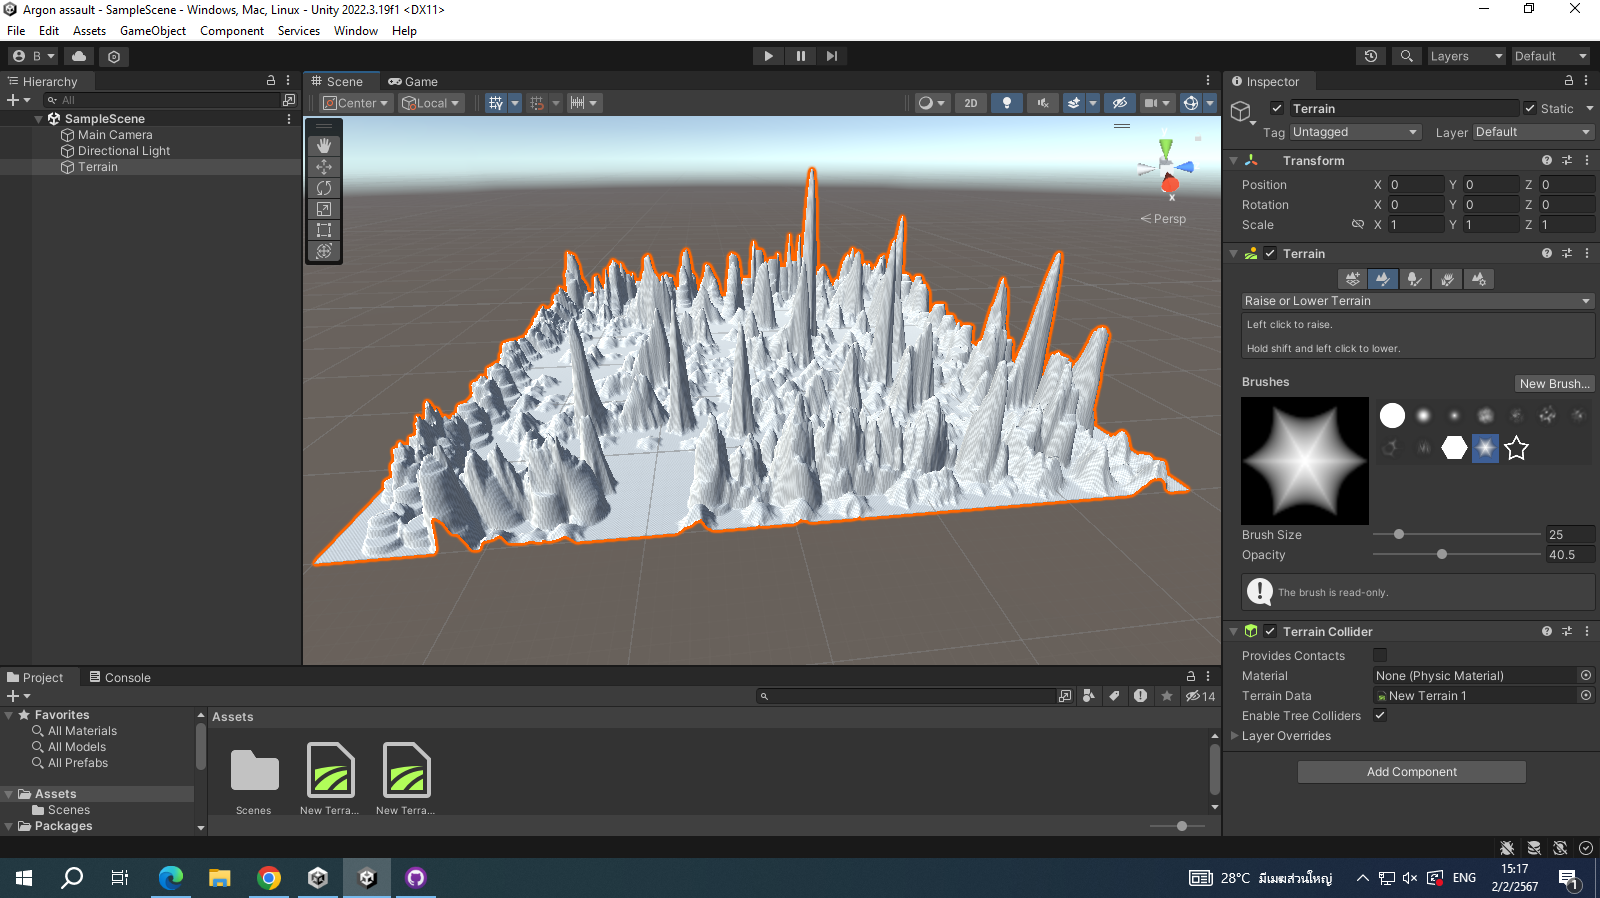 Argon assault - SampleScene - Windows, Mac, Linux - Unity 2022.3.19f1 <DX11>
File Edit Assets GameObject Component Services Window Help
B
Layers Default
Hierarchy
All
SampleScene
Main Camera
Directional Light
Terrain
Scene Game
Center Local 2D
y
x
Persp
Inspector
Terrain Static
Tag Untagged Layer Default
Transform
Position X 0 Y 0 Z 0
Rotation X 0 Y 0 Z 0
Scale X 1 Y 1 Z 1
Terrain
Raise or Lower Terrain
Left click to raise.
Hold shift and left click to lower.
Brushes New Brush...
Brush Size 25
Opacity 40.5
The brush is read-only.
Terrain Collider
Provides Contacts
Material None (Physic Material)
Terrain Data New Terrain 1
Enable Tree Colliders
Layer Overrides
Add Component
Project Console
14
Favorites
All Materials
All Models
All Prefabs
Assets
Scenes
Packages
Assets
Scenes New Terra... New Terra...
28°C มีเมฆส่วนใหญ่ ENG 15:17
2/2/2567
1